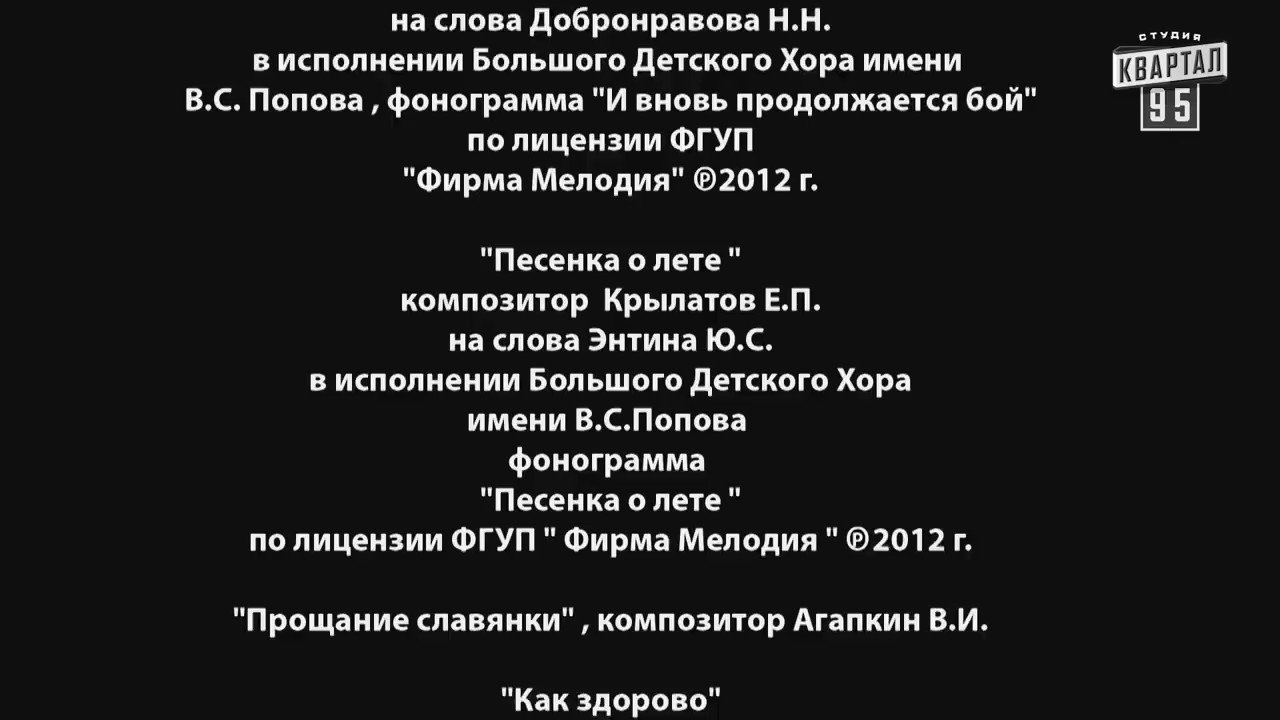 на слова Добронравова Н.Н.
в исполнении Большого Детского Хора имени
В.С. Попова , фонограмма "И вновь продолжается бой"
по лицензии ФГУП
"Фирма Мелодия" ℗2012 г.
"Песенка о лете "
композитор  Крылатов Е.П.
на слова Энтина Ю.С.
в исполнении Большого Детского Хора
имени В.С.Попова
фонограмма
"Песенка о лете "
по лицензии ФГУП " Фирма Мелодия " ℗2012 г.
"Прощание славянки" , композитор Агапкин В.И.
"Как здорово"
СТУДИЯ
КВАРТАЛ
95